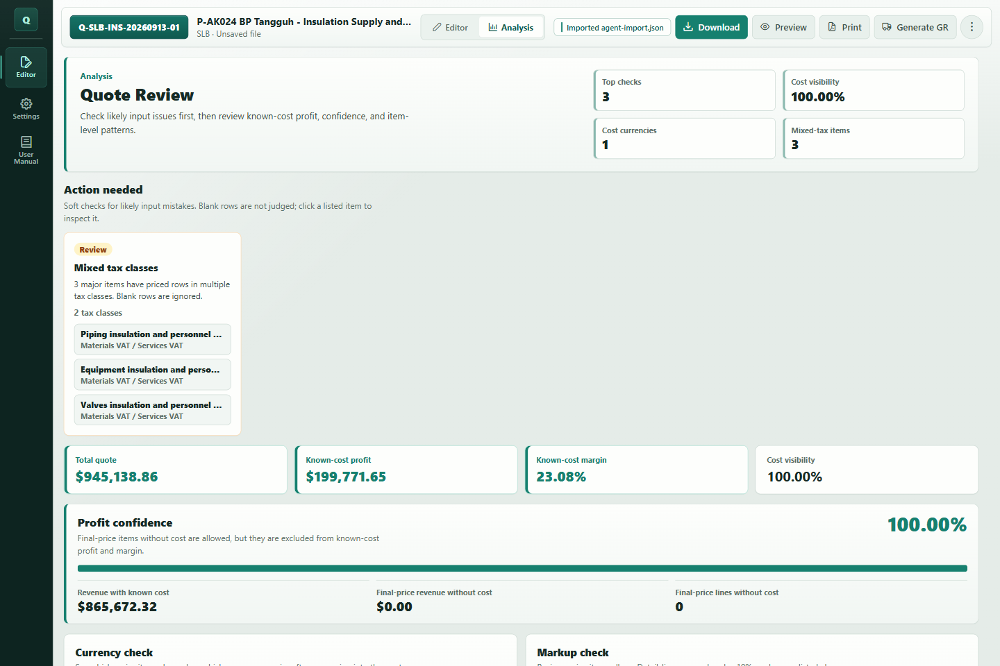 Q
Editor
Settings
User
Manual
Q-SLB-INS-20260913-01
P-AK024 BP Tangguh - Insulation Supply and...
SLB · Unsaved file
Editor
Analysis
Imported agent-import.json
Download
Preview
Print
Generate GR
Analysis
Quote Review
Check likely input issues first, then review known-cost profit, confidence, and item-
level patterns.
Top checks
3
Cost visibility
100.00%
Cost currencies
1
Mixed-tax items
3
Action needed
Soft checks for likely input mistakes. Blank rows are not judged; click a listed item to
inspect it.
Review
Mixed tax classes
3 major items have priced rows in multiple
tax classes. Blank rows are ignored.
2 tax classes
Piping insulation and personnel ...
Materials VAT / Services VAT
Equipment insulation and perso...
Materials VAT / Services VAT
Valves insulation and personnel ...
Materials VAT / Services VAT
Total quote
$945,138.86
Known-cost profit
$199,771.65
Known-cost margin
23.08%
Cost visibility
100.00%
Profit confidence
100.00%
Final-price items without cost are allowed, but they are excluded from known-cost
profit and margin.
Revenue with known cost
$865,672.32
Final-price revenue without cost
$0.00
Final-price lines without cost
0
Currency check
Markup check